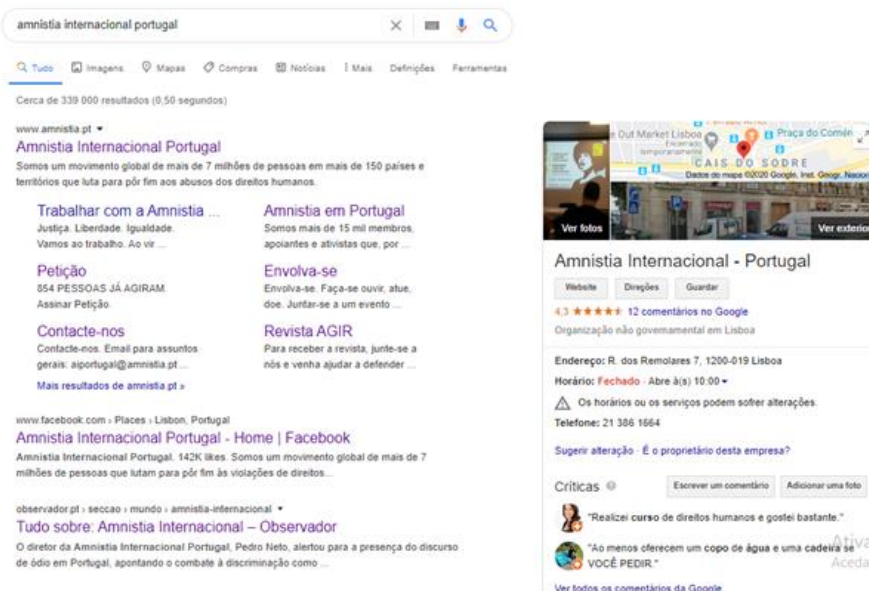 amnistia internacional portugal
Tudo Imagens Mapas Compras Notícias Mais Definições Ferramentas
Cerca de 339 000 resultados (0,50 segundos)
www.amnistia.pt
Amnistia Internacional Portugal
Somos um movimento global de mais de 7 milhões de pessoas em mais de 150 países e
territórios que luta para pôr fim aos abusos dos direitos humanos.
Trabalhar com a Amnistia ...
Justiça. Liberdade. Igualdade.
Vamos ao trabalho. Ao vir ...
Amnistia em Portugal
Somos mais de 15 mil membros,
apoiantes e ativistas que, por ...
Petição
854 PESSOAS JÁ AGIRAM.
Assinar Petição
Envolva-se
Envolva-se. Faça-se ouvir, atue,
doe. Juntar-se a um evento ...
Contacte-nos
Contacte-nos. Email para assuntos
gerais: aiportugal@amnistia.pt ...
Revista AGIR
Para receber a revista, junte-se a
nós e venha ajudar a defender ...
Mais resultados de amnistia.pt »
www.facebook.com › Places › Lisbon, Portugal
Amnistia Internacional Portugal - Home | Facebook
Amnistia Internacional Portugal. 142K likes. Somos um movimento global de mais de 7
milhões de pessoas que lutam para pôr fim às violações de direitos...
observador.pt › seccao › mundo › amnistia-internacional
Tudo sobre: Amnistia Internacional – Observador
O diretor da Amnistia Internacional Portugal, Pedro Neto, alertou para a presença do discurso
de ódio em Portugal, apontando o combate à discriminação como ...
e Out Market Lisboa
Encerrado
temporariamente
Praça do Comér
CAIS DO SODRÉ
Dados do mapa ©2020 Google, Inst. Geogr. Nacion
Ver fotos
Ver exterior
Amnistia Internacional - Portugal
Website Direções Guardar
4,3 12 comentários no Google
Organização não governamental em Lisboa
Endereço: R. dos Remolares 7, 1200-019 Lisboa
Horário: Fechado · Abre à(s) 10:00
Os horários ou os serviços podem sofrer alterações.
Telefone: 21 386 1664
Sugerir alteração · É o proprietário desta empresa?
Críticas
Escrever um comentário Adicionar uma foto
"Realizei curso de direitos humanos e gostei bastante."
"Ao menos oferecem um copo de água e uma cadeira se
VOCÊ PEDIR."
Ativa
Aceda
Ver todos os comentários da Google